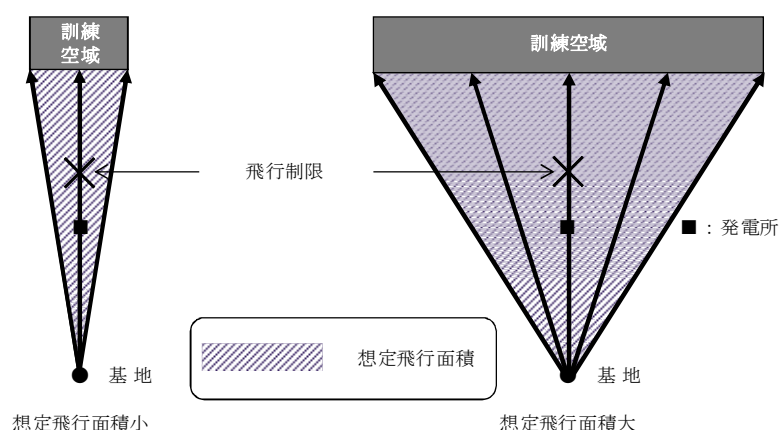 訓練
空域
訓練空域
飛行制限
■：発電所
想定飛行面積
基地
基地
想定飛行面積小
想定飛行面積大